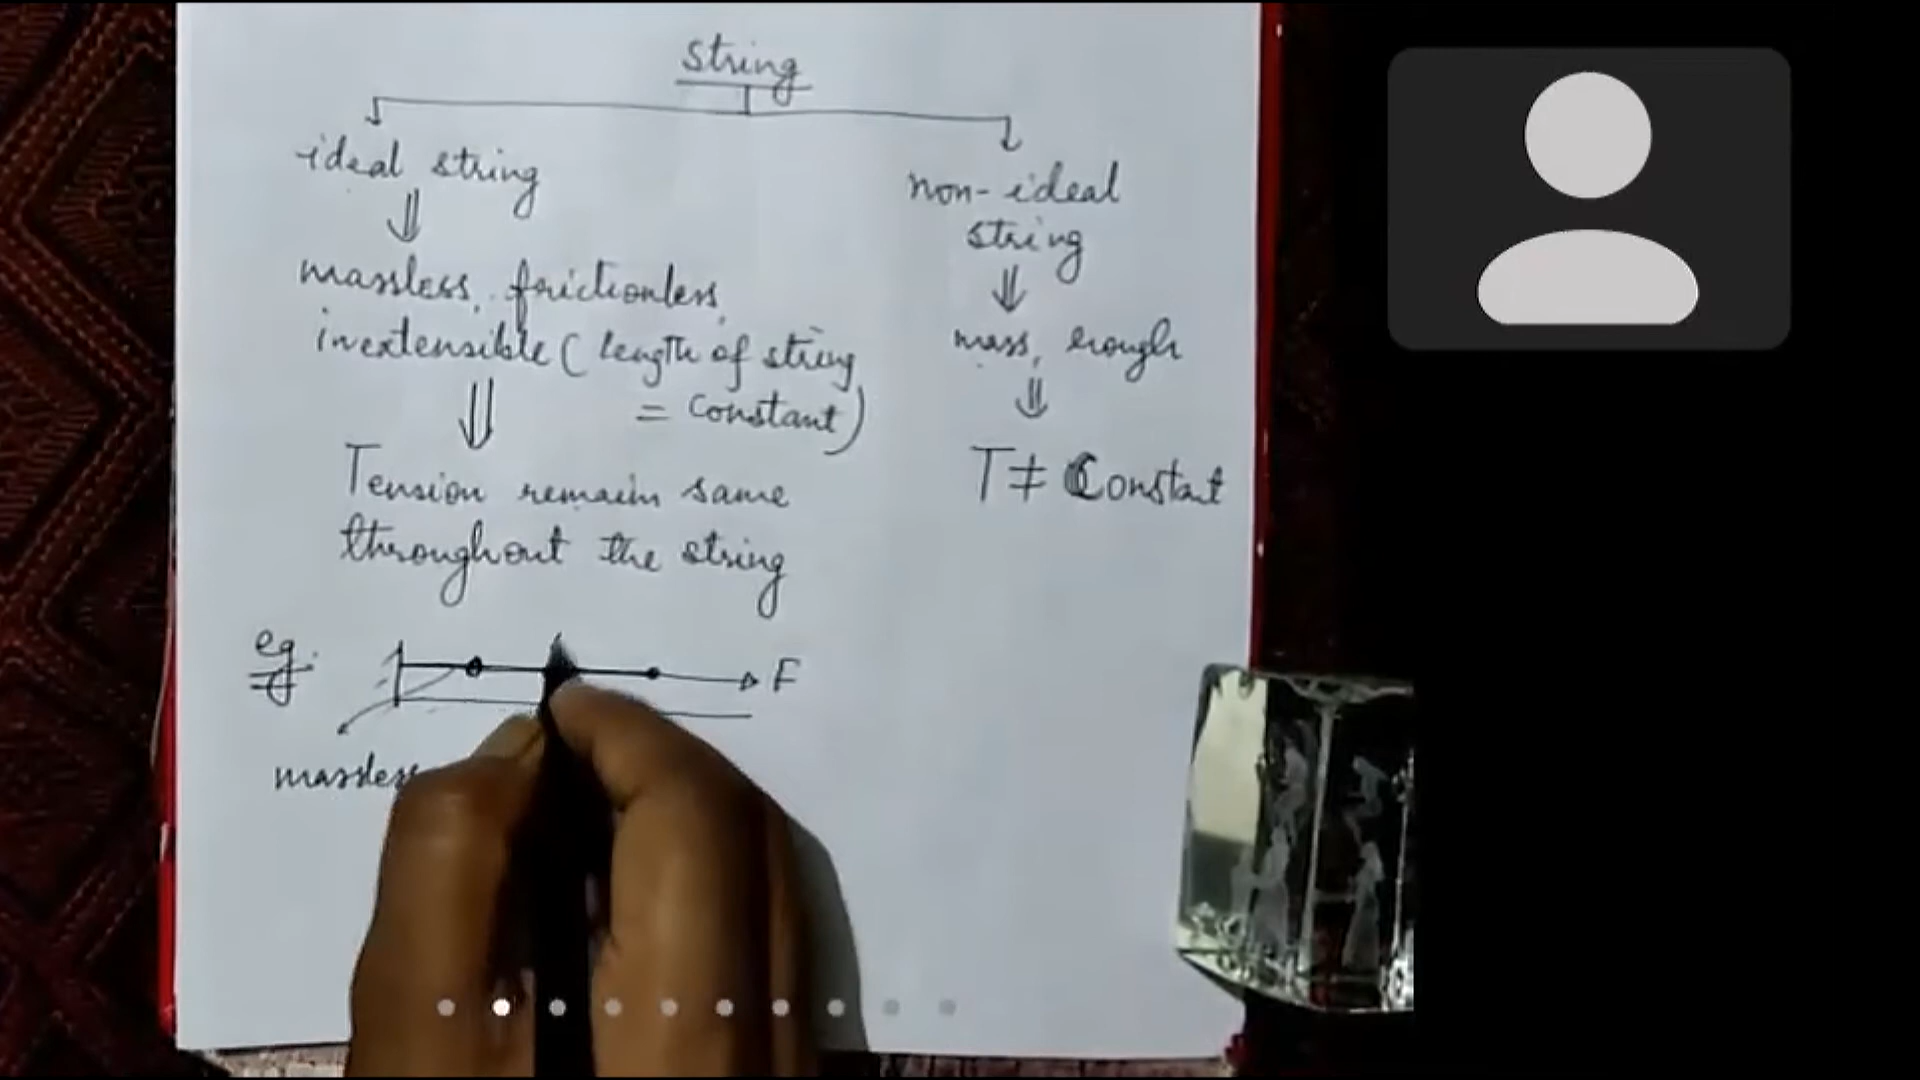 string
ideal string
massless, frictionless,
inextensible ( length of string
= constant)
Tension remain same
throughout the string
non-ideal
string
mass, rough
T ≠ Constant
eg.
F
massless